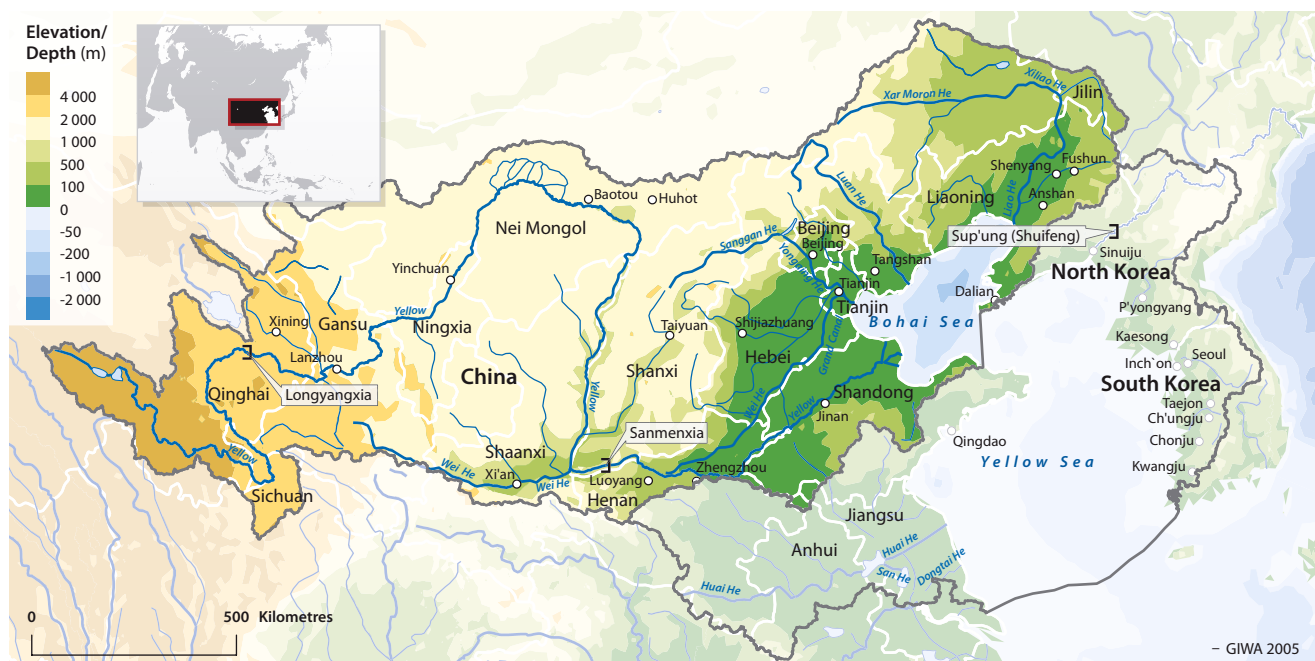 Elevation/
Depth (m)
4 000
2 000
1 000
500
100
0
-50
-200
-1 000
-2 000
Xiliao He
Xar Moron He
Jilin
Shenyang
Fushun
Liaoning
Anshan
Liao He
Luan He
Baotou
Huhot
Nei Mongol
Beijing
Beijing
Sanggan He
Yongding He
Sup'ung (Shuifeng)
Sinuiju
North Korea
Tangshan
Tianjin
Tianjin
Dalian
Bohai Sea
P'yongyang
Yinchuan
Yellow
Ningxia
Xining
Gansu
Lanzhou
Taiyuan
Shijiazhuang
Hebei
Grand Canal
Kaesong
Seoul
Inch`on
South Korea
Qinghai
Longyangxia
China
Shanxi
Yellow
Wei He
Shandong
Yellow
Jinan
Taejon
Ch'ungju
Chonju
Kwangju
Sanmenxia
Qingdao
Yellow Sea
Yellow
Sichuan
Shaanxi
Wei He
Xi'an
Wei He
Luoyang
Henan
Zhengzhou
Jiangsu
Anhui
Huai He
San He
Dongtai He
Huai He
0 500 Kilometres
– GIWA 2005